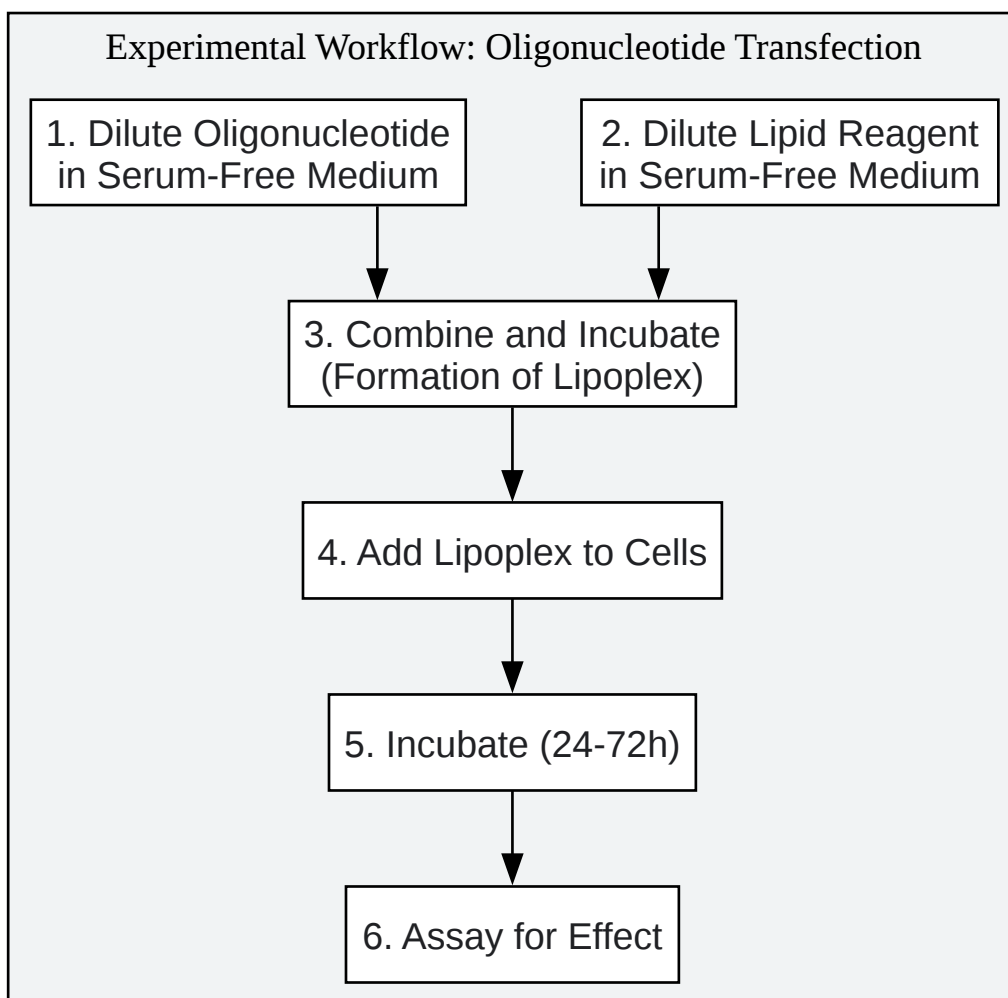 Experimental Workflow: Oligonucleotide Transfection
1. Dilute Oligonucleotide
in Serum-Free Medium
2. Dilute Lipid Reagent
in Serum-Free Medium
3. Combine and Incubate
(Formation of Lipoplex)
4. Add Lipoplex to Cells
5. Incubate (24-72h)
6. Assay for Effect